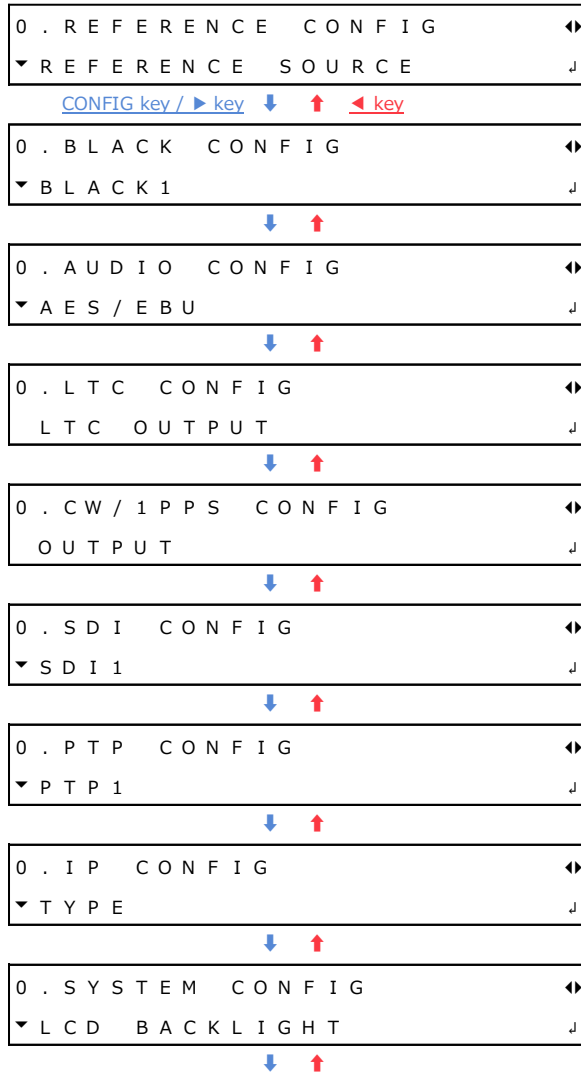 0.REFERENCE CONFIG ◀▶
▼REFERENCE SOURCE ↲
CONFIG key / ▶ key ⬇ ⬆ ◀ key
0.BLACK CONFIG ◀▶
▼BLACK1 ↲
⬇ ⬆
0.AUDIO CONFIG ◀▶
▼AES/EBU ↲
⬇ ⬆
0.LTC CONFIG ◀▶
LTC OUTPUT ↲
⬇ ⬆
0.CW/1PPS CONFIG ◀▶
OUTPUT ↲
⬇ ⬆
0.SDI CONFIG ◀▶
▼SDI1 ↲
⬇ ⬆
0.PTP CONFIG ◀▶
▼PTP1 ↲
⬇ ⬆
0.IP CONFIG ◀▶
▼TYPE ↲
⬇ ⬆
0.SYSTEM CONFIG ◀▶
▼LCD BACKLIGHT ↲
⬇ ⬆